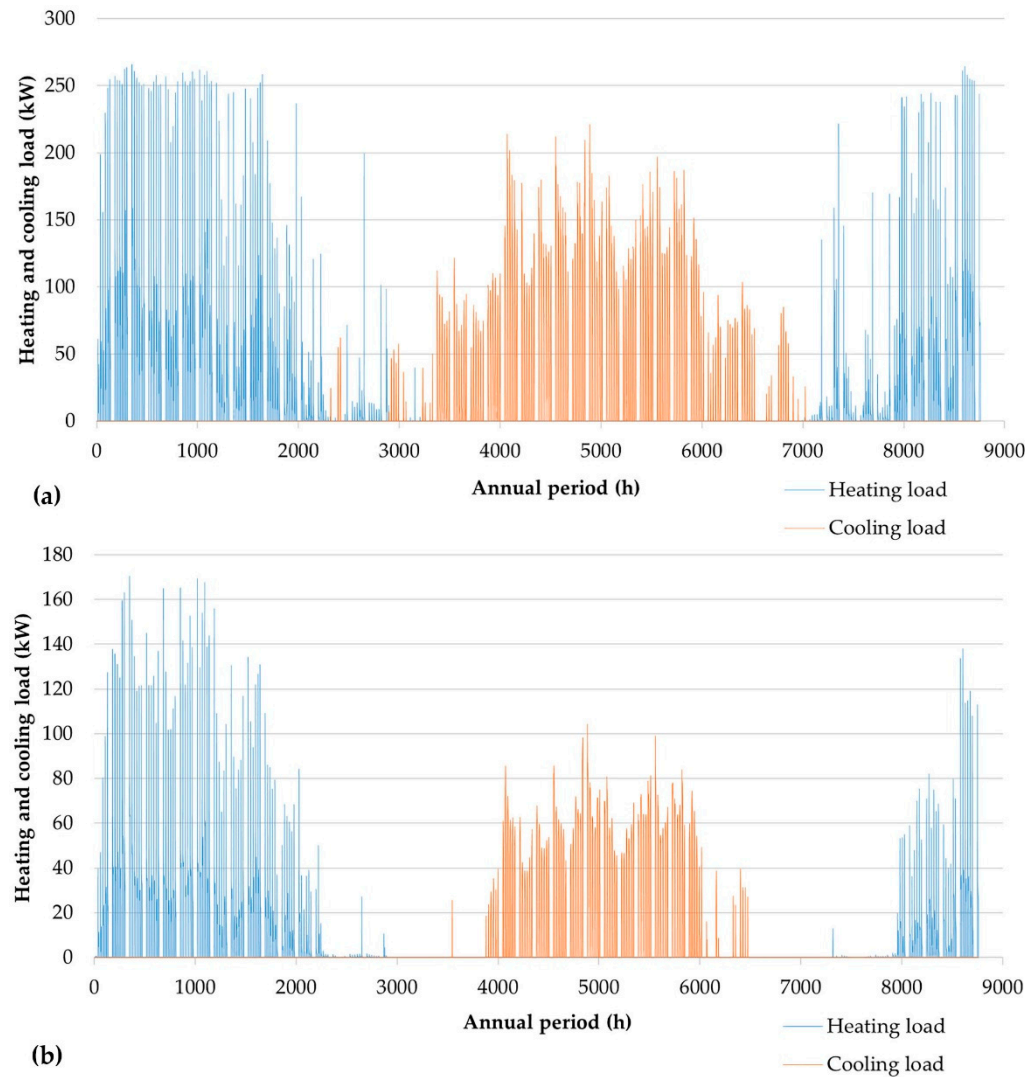 300
250
200
150
100
50
0
Heating and cooling load (kW)
0 1000 2000 3000 4000 5000 6000 7000 8000 9000
Annual period (h)
(a)
Heating load
Cooling load
180
160
140
120
100
80
60
40
20
0
Heating and cooling load (kW)
0 1000 2000 3000 4000 5000 6000 7000 8000 9000
Annual period (h)
Heating load
(b)
Cooling load